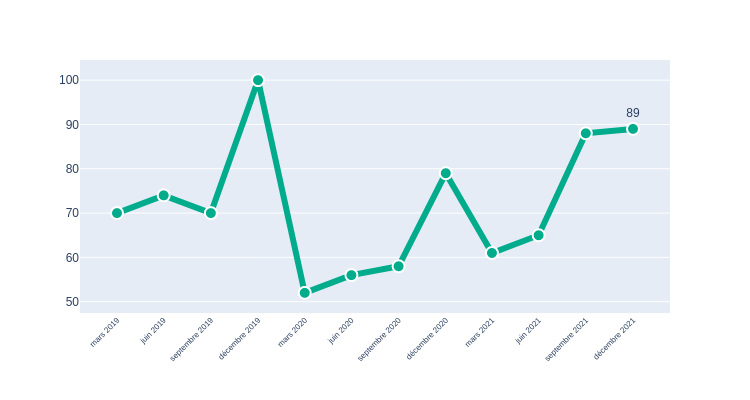 100
90
80
70
60
50
89
mars 2019
juin 2019
septembre 2019
décembre 2019
mars 2020
juin 2020
septembre 2020
décembre 2020
mars 2021
juin 2021
septembre 2021
décembre 2021